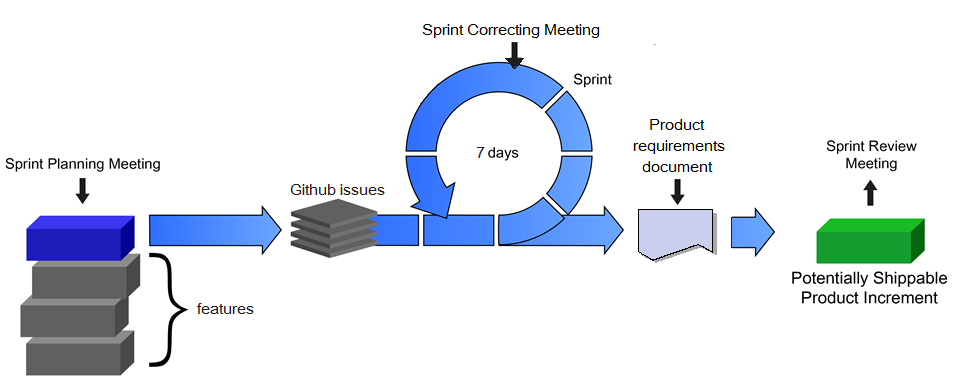 Sprint Correcting Meeting
Sprint
7 days
Sprint Planning Meeting
Github issues
features
Product
requirements
document
Sprint Review
Meeting
Potentially Shippable
Product Increment